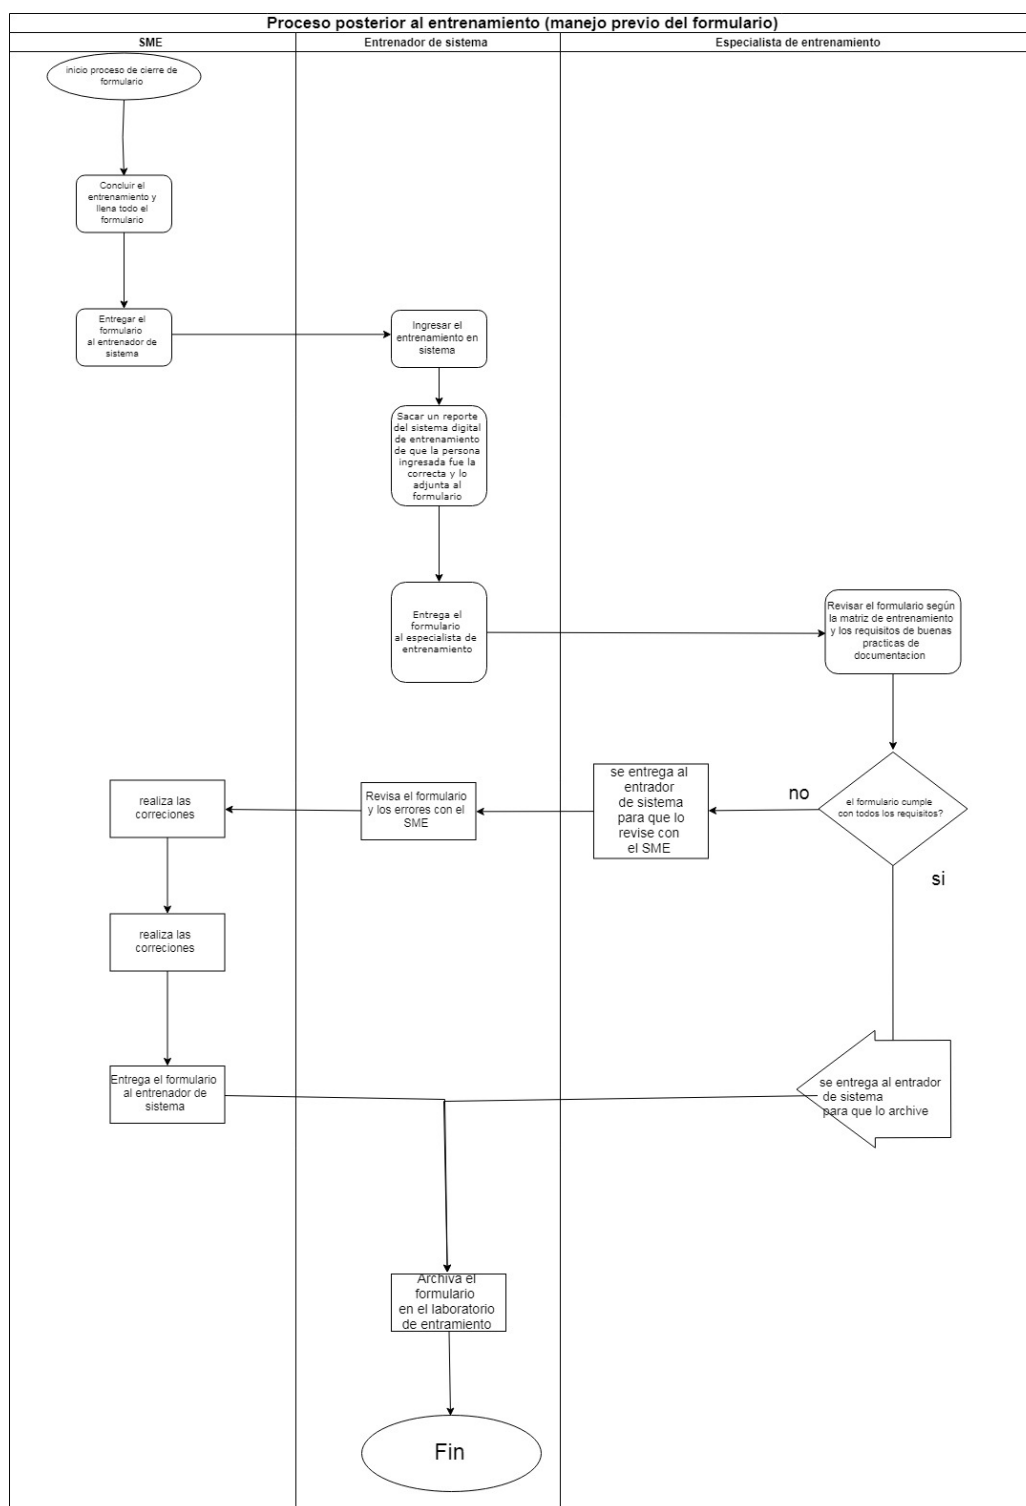 Proceso posterior al entrenamiento (manejo previo del formulario)
SME
Entrenador de sistema
Especialista de entrenamiento
inicio proceso de cierre de
formulario
Concluir el
entrenamiento y
llena todo el
formulario
Entregar el
formulario
al entrenador de
sistema
Ingresar el
entrenamiento en
sistema
Sacar un reporte
del sistema digital
de entrenamiento
de que la persona
ingresada fue la
correcta y lo
adjunta al
formulario
Entrega el
formulario
al especialista de
entrenamiento
Revisar el formulario según
la matriz de entrenamiento
y los requisitos de buenas
practicas de
documentacion
el formulario cumple
con todos los requisitos?
no
si
se entrega al
entrador
de sistema
para que lo
revise con
el SME
Revisa el formulario
y los errores con el
SME
realiza las
correciones
realiza las
correciones
Entrega el formulario
al entrenador de
sistema
se entrega al entrador
de sistema
para que lo archive
Archiva el
formulario
en el laboratorio
de entramiento
Fin